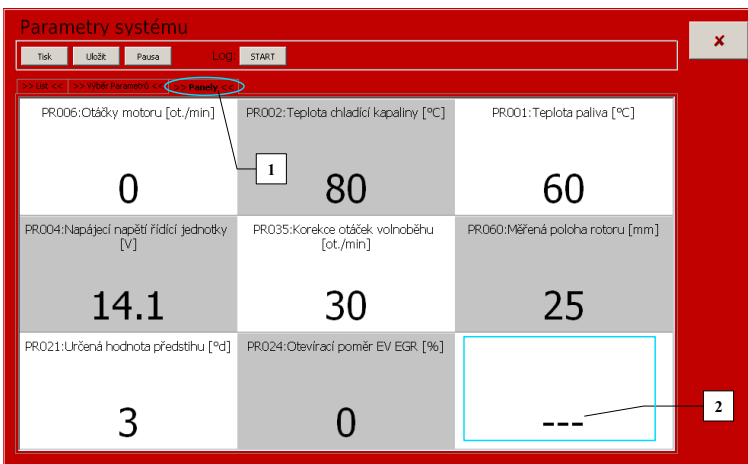 Parametry systému
Tisk Uložit Pausa Log: START
>> List << >> Výběr Parametrů << >> Panely <<
PR006:Otáčky motoru [ot./min] PR002:Teplota chladící kapaliny [°C] PR001:Teplota paliva [°C]
1
0 80 60
PR004:Napájecí napětí řídící jednotky PR035:Korekce otáček volnoběhu PR060:Měřená poloha rotoru [mm]
[V] [ot./min]
14.1 30 25
PR021:Určená hodnota předstihu [°d] PR024:Otevírací poměr EV EGR [%]
2
3 0 ---